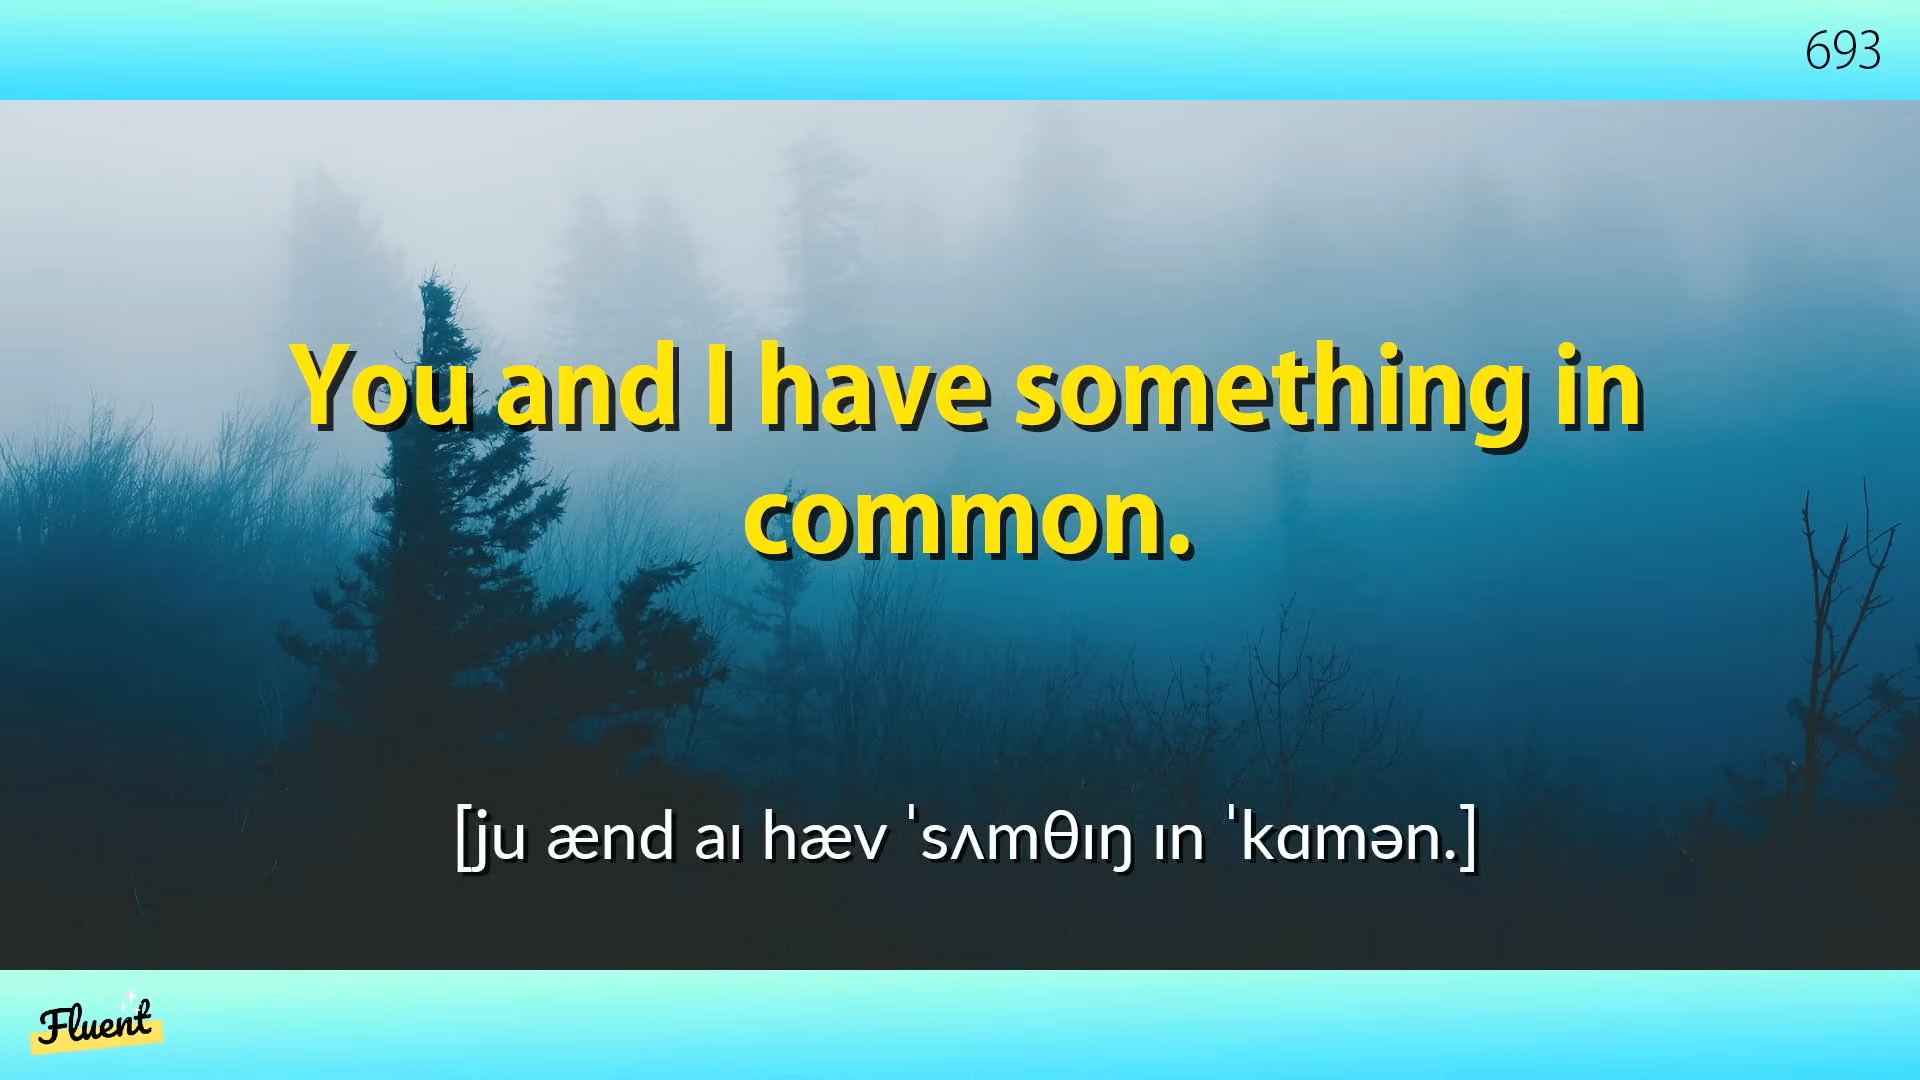 693
You and I have something in
common.
[ju ænd aɪ hæv ˈsʌmθɪŋ ɪn ˈkɑmən.]
Fluent